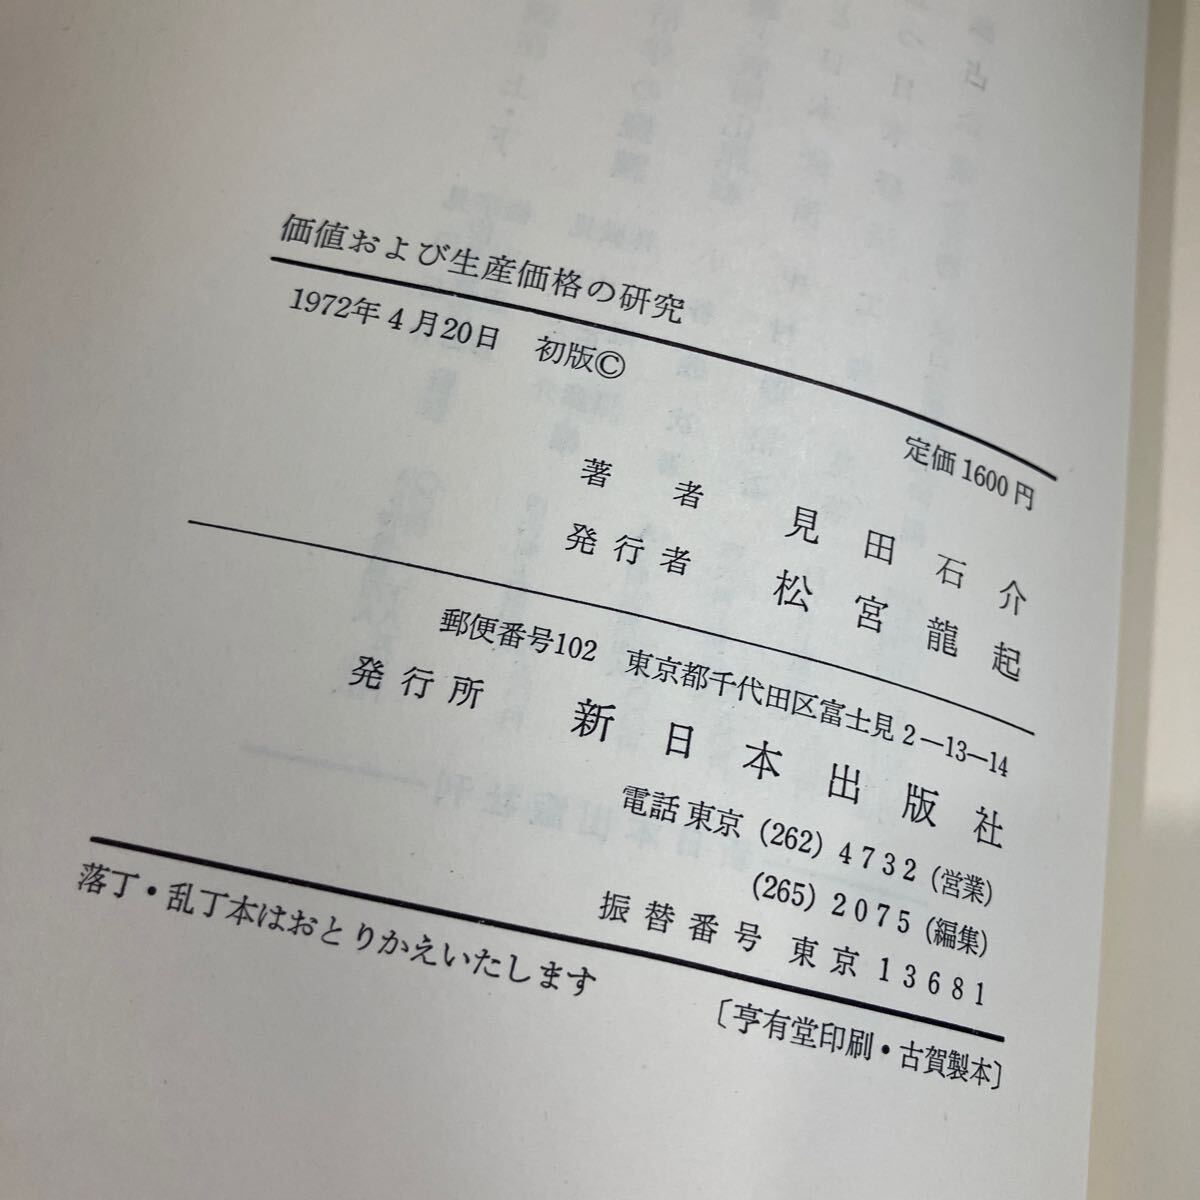 価値および生産価格の研究
1972年4月20日 初版©
定価1600円
著者 見田石介
発行者 松宮龍起
郵便番号102 東京都千代田区富士見2―13―14
発行所 新日本出版社
電話東京 (262) 4732 (営業)
(265) 2075 (編集)
振替番号 東京 13681
落丁・乱丁本はおとりかえいたします
〔亨有堂印刷・古賀製本〕